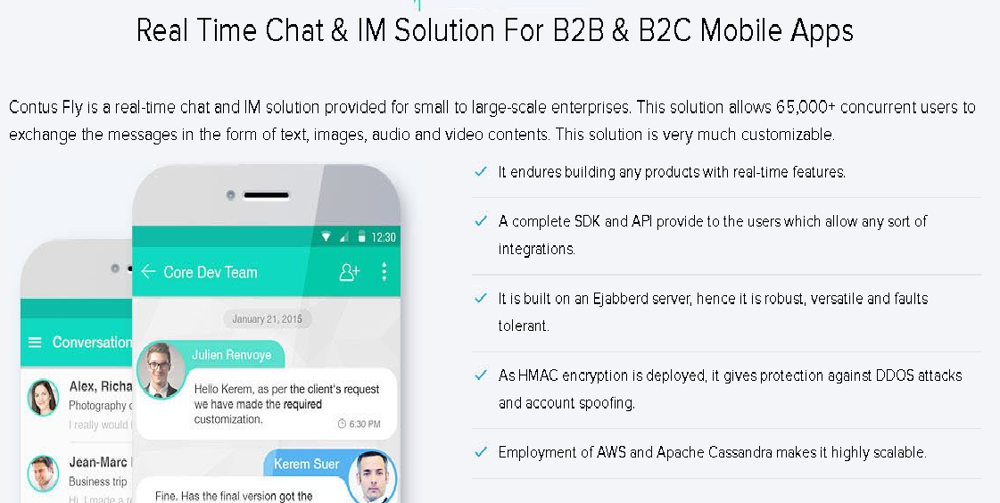 Real Time Chat & IM Solution For B2B & B2C Mobile Apps
Contus Fly is a real-time chat and IM solution provided for small to large-scale enterprises. This solution allows 65,000+ concurrent users to
exchange the messages in the form of text, images, audio and video contents. This solution is very much customizable.
It endures building any products with real-time features.
A complete SDK and API provide to the users which allow any sort of
integrations.
It is built on an Ejabberd server, hence it is robust, versatile and faults
tolerant.
As HMAC encryption is deployed, it gives protection against DDOS attacks
and account spoofing.
Employment of AWS and Apache Cassandra makes it highly scalable.
12:30
Core Dev Team
January 21, 2015
Julien Renvoye
Hello Kerem, as per the client's request
we have made the required
customization.
6:30 PM
Kerem Suer
Fine. Has the final version got the
Conversation
Alex, Richa
Photography
I really would
Jean-Marc
Business trip
Hi, I made a